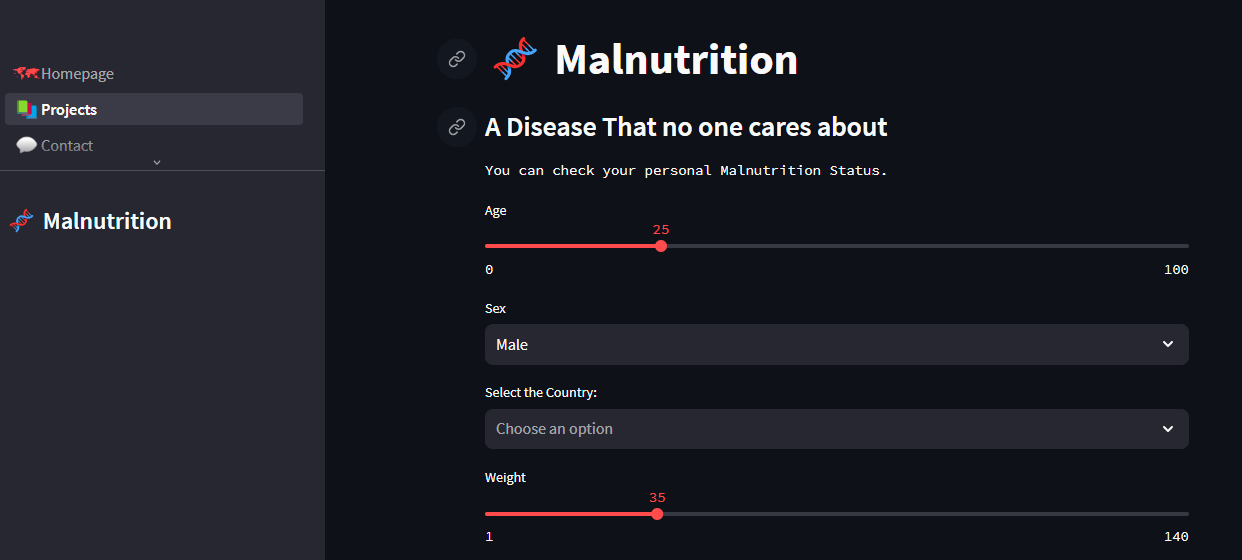 Homepage
Projects
Contact
Malnutrition
Malnutrition
A Disease That no one cares about
You can check your personal Malnutrition Status.
Age
25
0 100
Sex
Male
Select the Country:
Choose an option
Weight
35
1 140